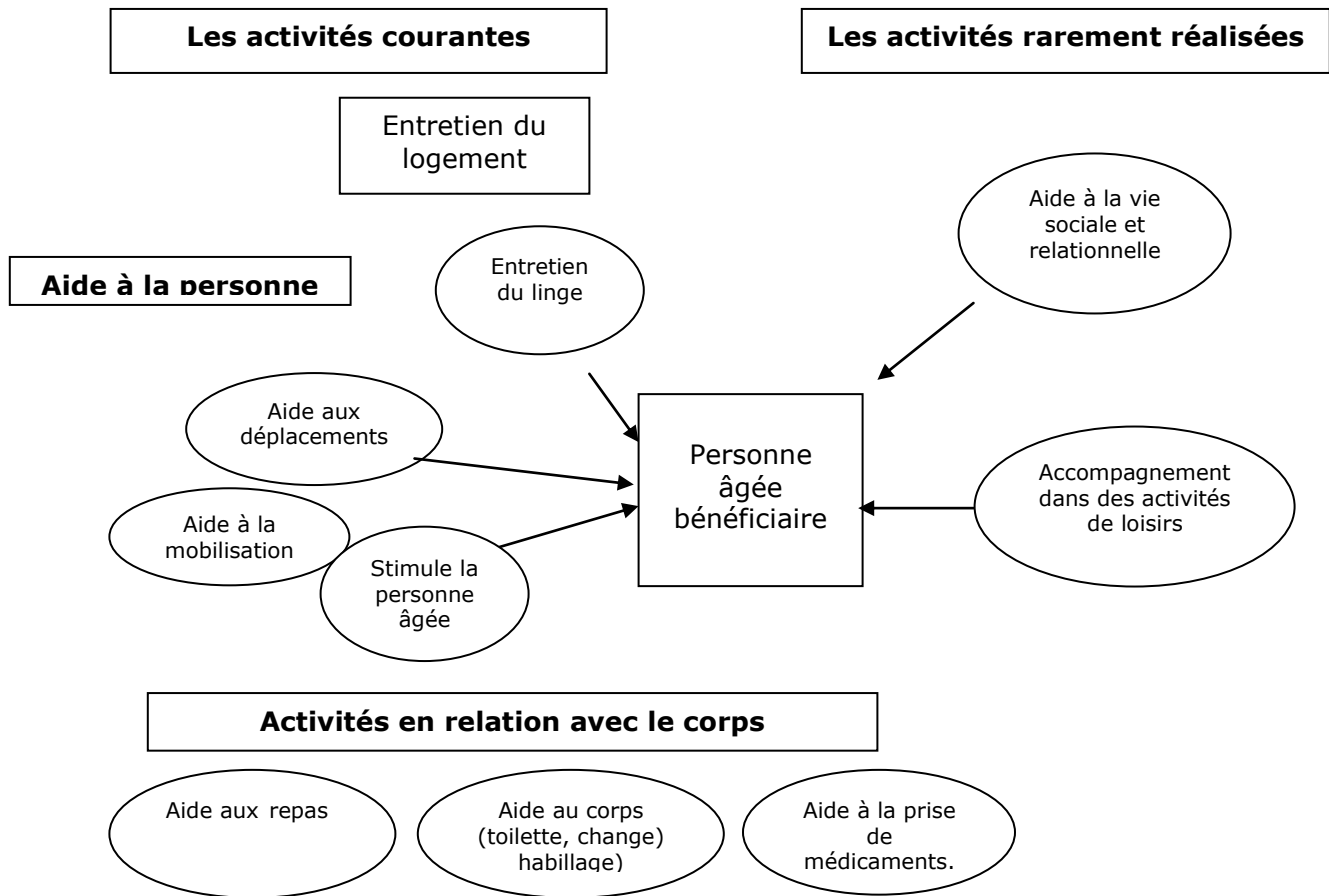 Les activités courantes
Les activités rarement réalisées
Entretien du
logement
Aide à la vie
sociale et
relationnelle
Aide à la personne
Entretien
du linge
Aide aux
déplacements
Personne
âgée
bénéficiaire
Accompagnement
dans des activités
de loisirs
Aide à la
mobilisation
Stimule la
personne
âgée
Activités en relation avec le corps
Aide aux repas
Aide au corps
(toilette, change)
habillage)
Aide à la prise
de
médicaments.